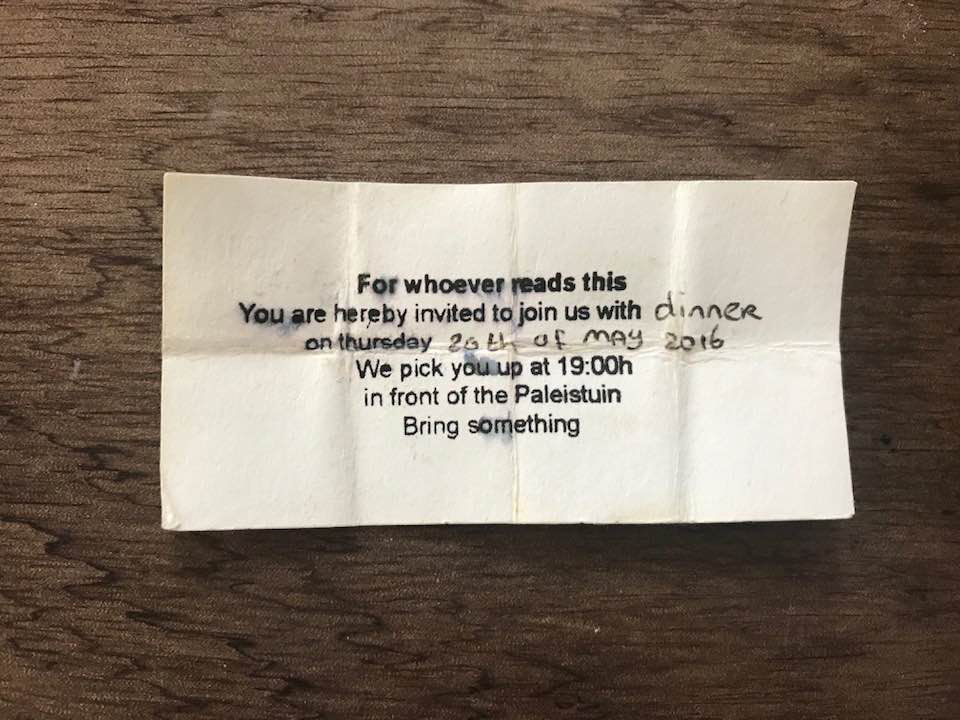 For whoever reads this
You are hereby invited to join us with dinner
on thursday 20th of MAY 2016
We pick you up at 19:00h
in front of the Paleistuin
Bring something